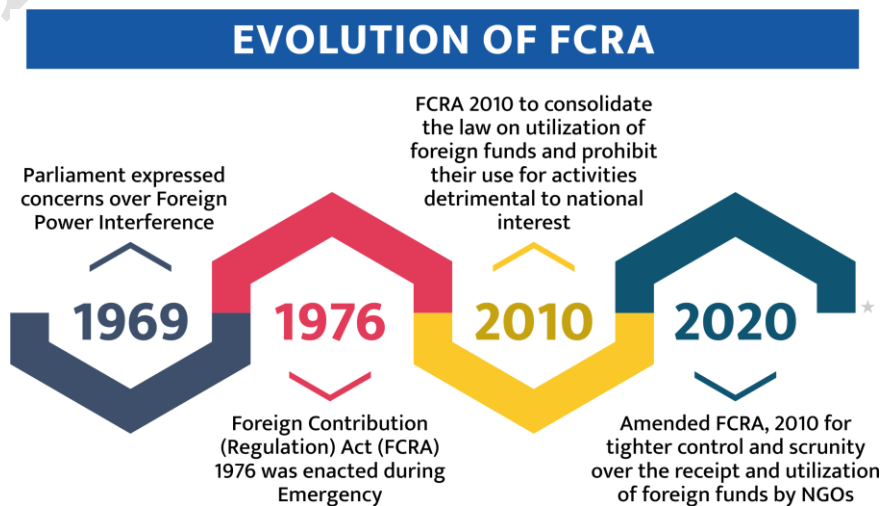 EVOLUTION OF FCRA
Parliament expressed
concerns over Foreign
Power Interference
1969
1976
Foreign Contribution
(Regulation) Act (FCRA)
1976 was enacted during
Emergency
FCRA 2010 to consolidate
the law on utilization of
foreign funds and prohibit
their use for activities
detrimental to national
interest
2010
2020
Amended FCRA, 2010 for
tighter control and scrunity
over the receipt and utilization
of foreign funds by NGOs